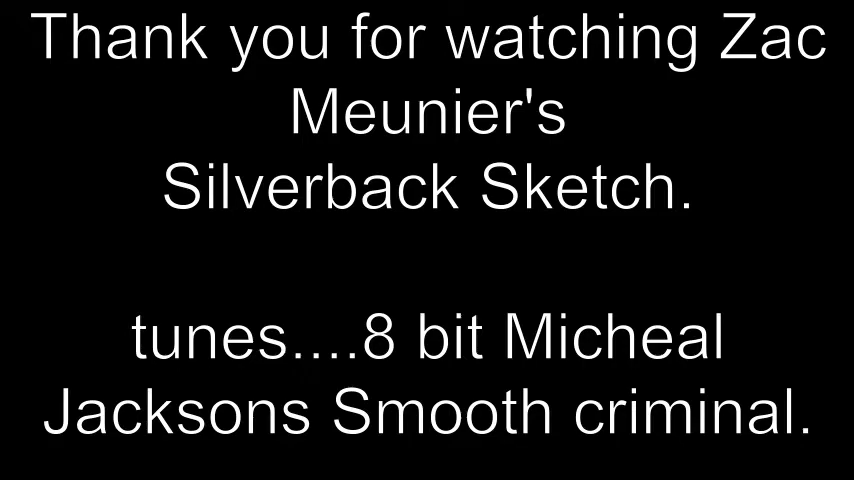 Thank you for watching Zac
Meunier's
Silverback Sketch.
tunes....8 bit Micheal
Jacksons Smooth criminal.